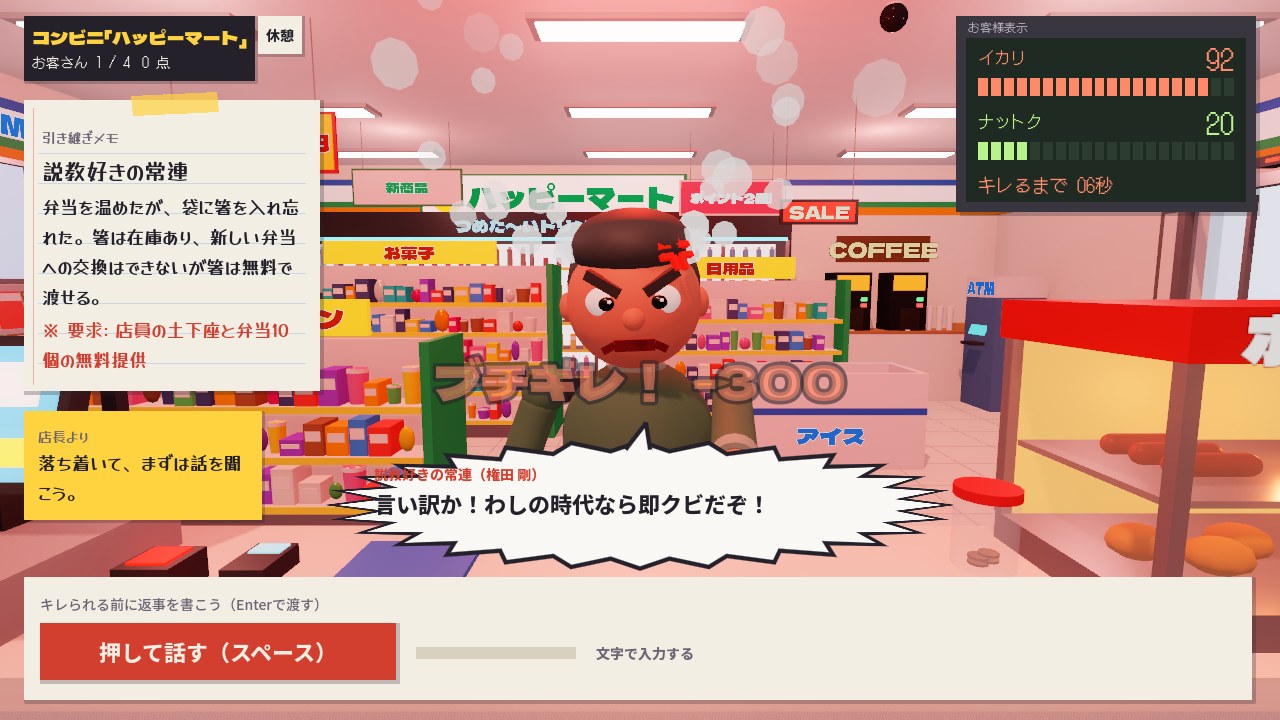 コンビニ「ハッピーマート」
お客さん 1 / 4 0 点
休憩
お客様表示
イカリ 92
ナットク 20
キレるまで 06秒
引き継ぎメモ
説教好きの常連
弁当を温めたが、袋に箸を入れ忘
れた。箸は在庫あり、新しい弁当
への交換はできないが箸は無料で
渡せる。
※ 要求: 店員の土下座と弁当10
個の無料提供
店長より
落ち着いて、まずは話を聞
こう。
新商品
ハッピーマート
ポイント2倍
SALE
COFFEE
お菓子
日用品
ATM
アイス
ブチギレ! -300
説教好きの常連（権田 剛）
言い訳か！わしの時代なら即クビだぞ！
キレられる前に返事を書こう（Enterで渡す）
押して話す（スペース）
文字で入力する